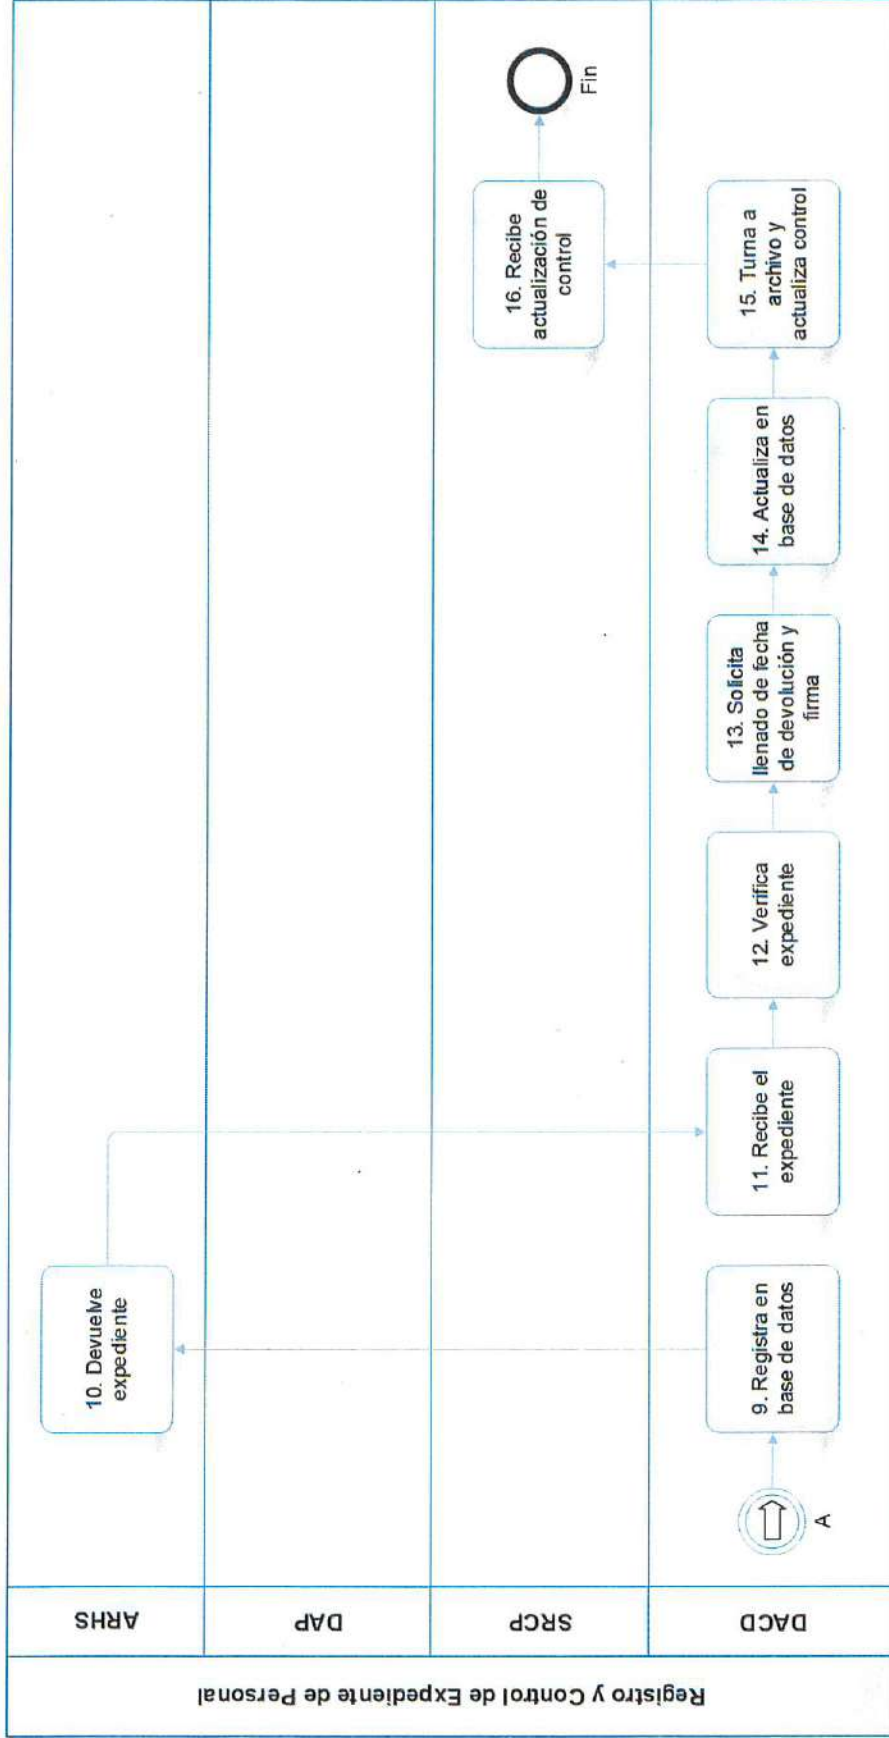 Registro y Control de Expediente de Personal
ARHS
DAP
SRCP
DACD
A
9. Registra en
base de datos
10. Devuelve
expediente
11. Recibe el
expediente
12. Verifica
expediente
13. Solicita
llenado de fecha
de devolución y
firma
14. Actualiza en
base de datos
15. Turna a
archivo y
actualiza control
16. Recibe
actualización de
control
Fin